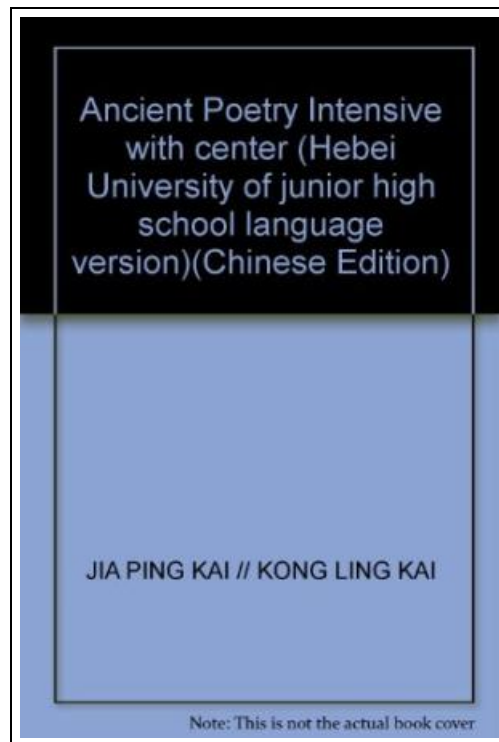 Ancient Poetry Intensive
with center (Hebei
University of junior high
school language
version)(Chinese Edition)
JIA PING KAI // KONG LING KAI
Note: This is not the actual book cover